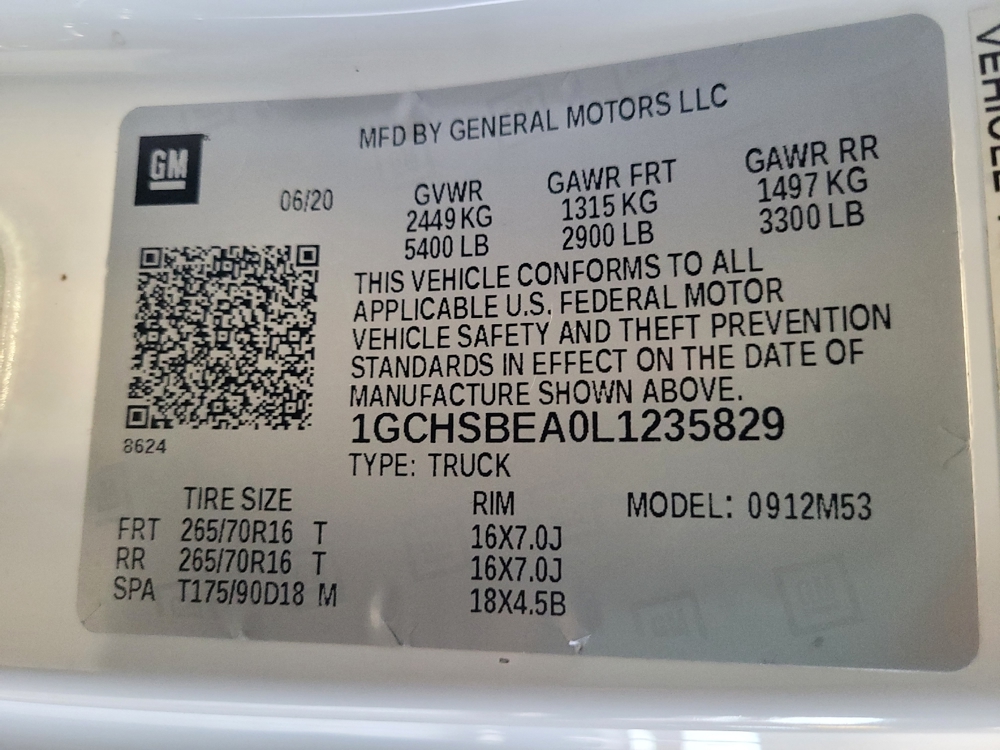 MFD BY GENERAL MOTORS LLC
GM
06/20
GVWR
2449 KG
5400 LB
GAWR FRT
1315 KG
2900 LB
GAWR RR
1497 KG
3300 LB
THIS VEHICLE CONFORMS TO ALL
APPLICABLE U.S. FEDERAL MOTOR
VEHICLE SAFETY AND THEFT PREVENTION
STANDARDS IN EFFECT ON THE DATE OF
MANUFACTURE SHOWN ABOVE.
8624
1GCHSBEA0L1235829
TYPE: TRUCK
TIRE SIZE RIM MODEL: 0912M53
FRT 265/70R16 T 16X7.0J
RR 265/70R16 T 16X7.0J
SPA T175/90D18 M 18X4.5B
VEHICLE